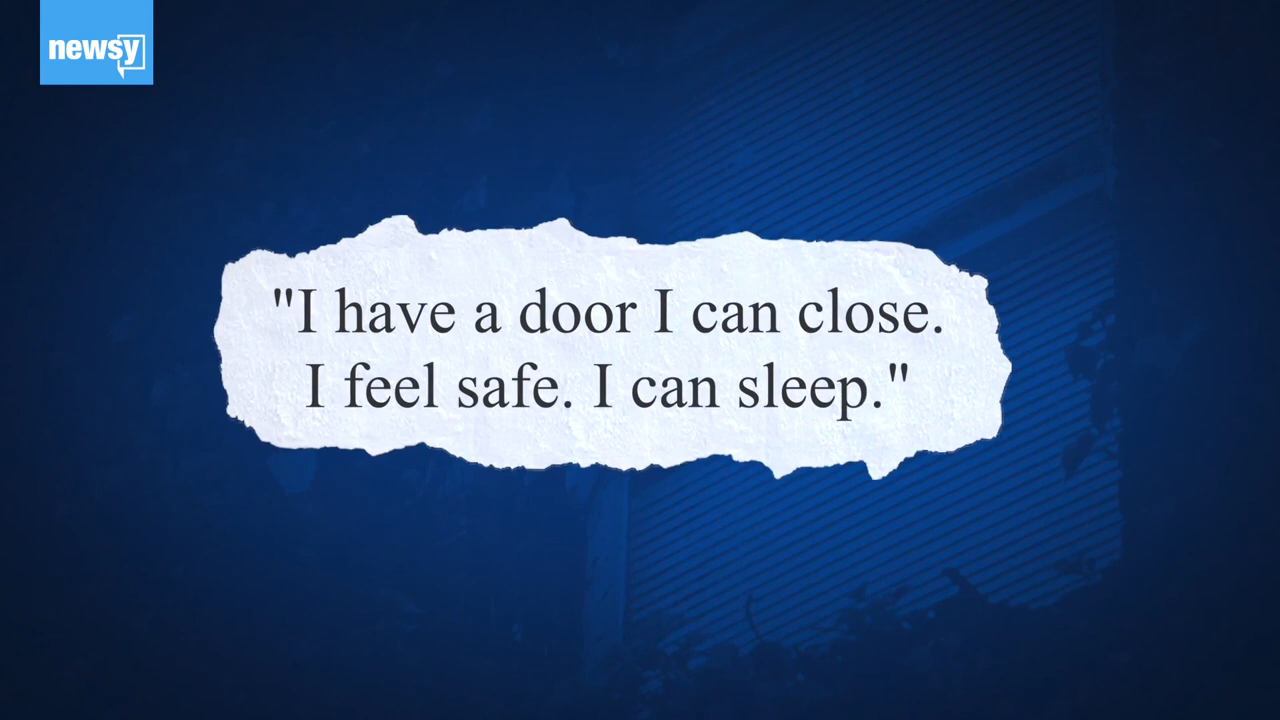 newsy
"I have a door I can close.
I feel safe. I can sleep."